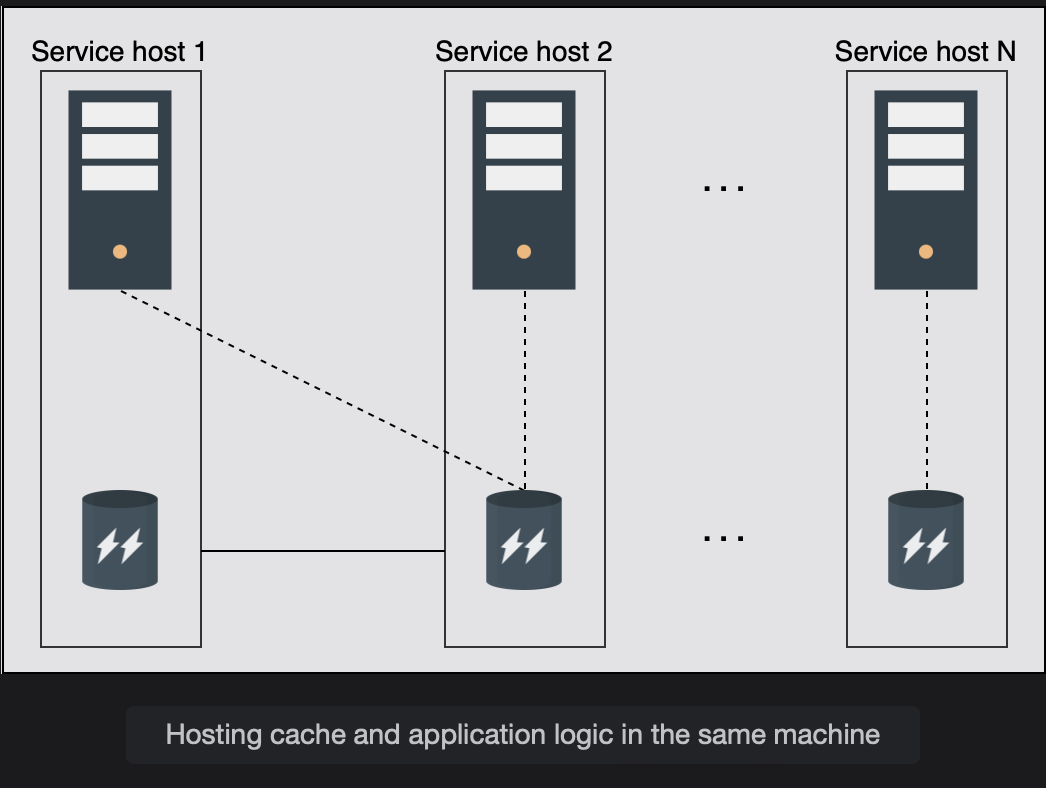 Service host 1
Service host 2
Service host N
...
...
Hosting cache and application logic in the same machine